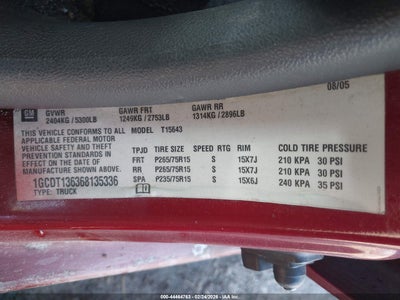 08/05
GM GVWR GAWR FRT GAWR RR
2404KG / 5300LB 1249KG / 2753LB 1314KG / 2896LB
THIS VEHICLE CONFORMS TO ALL MODEL T15643
APPLICABLE FEDERAL MOTOR
VEHICLE SAFETY AND THEFT
PREVENTION STANDARDS IN
EFFECT ON THE DATE OF
MANUFACTURE SHOWN ABOVE.
1GCDT136368135336
TYPE: TRUCK
TPJD TIRE SIZE SPEED RTG RIM COLD TIRE PRESSURE
FRT P265/75R15 S 15X7J 210 KPA 30 PSI
RR P265/75R15 S 15X7J 210 KPA 30 PSI
SPA P235/75R15 S 15X6J 240 KPA 35 PSI
000-44464763 - 02/24/2026 - IAA